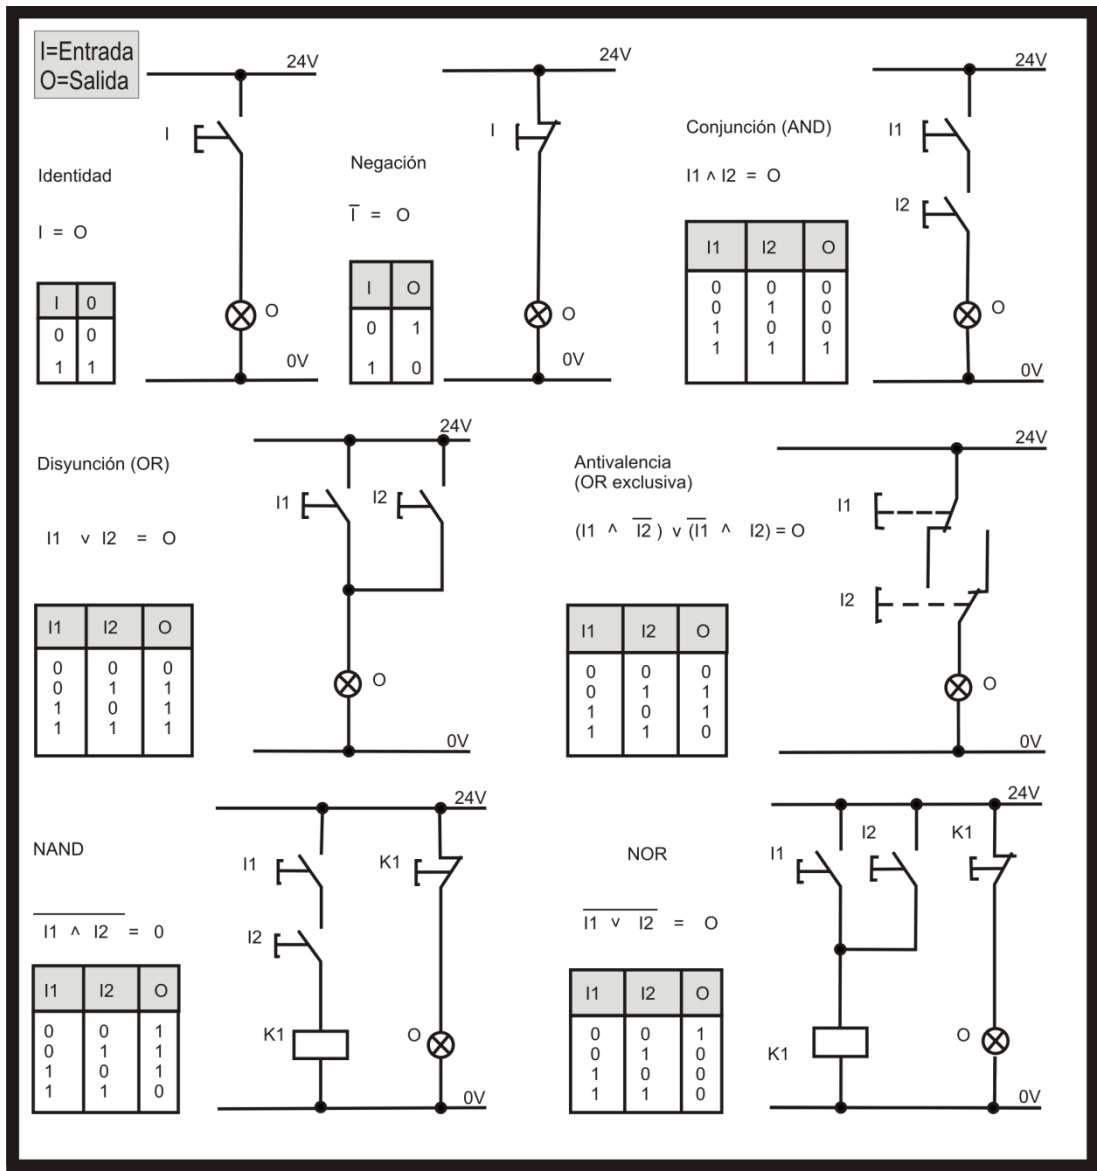 I=Entrada
O=Salida
Identidad
I = O
I 0
0 0
1 1
24V
I
O
0V
Negación
I̅ = O
I O
0 1
1 0
24V
I
O
0V
Conjunción (AND)
I1 ∧ I2 = O
I1 I2 O
0 0 0
0 1 0
1 0 0
1 1 1
24V
I1
I2
O
0V
Disyunción (OR)
I1 v I2 = O
I1 I2 O
0 0 0
0 1 1
1 0 1
1 1 1
24V
I1
I2
O
0V
Antivalencia
(OR exclusiva)
(I1 ∧ I̅2̅ ) v (I̅1̅ ∧ I2) = O
I1 I2 O
0 0 0
0 1 1
1 0 1
1 1 0
24V
I1
I2
O
0V
NAND
I̅1̅ ̅∧̅ ̅I̅2̅ = 0
I1 I2 O
0 0 1
0 1 1
1 0 1
1 1 0
24V
I1
K1
I2
K1
O
0V
NOR
I̅1̅ ̅v̅ ̅I̅2̅ = O
I1 I2 O
0 0 1
0 1 0
1 0 0
1 1 0
24V
I1
I2
K1
K1
O
0V